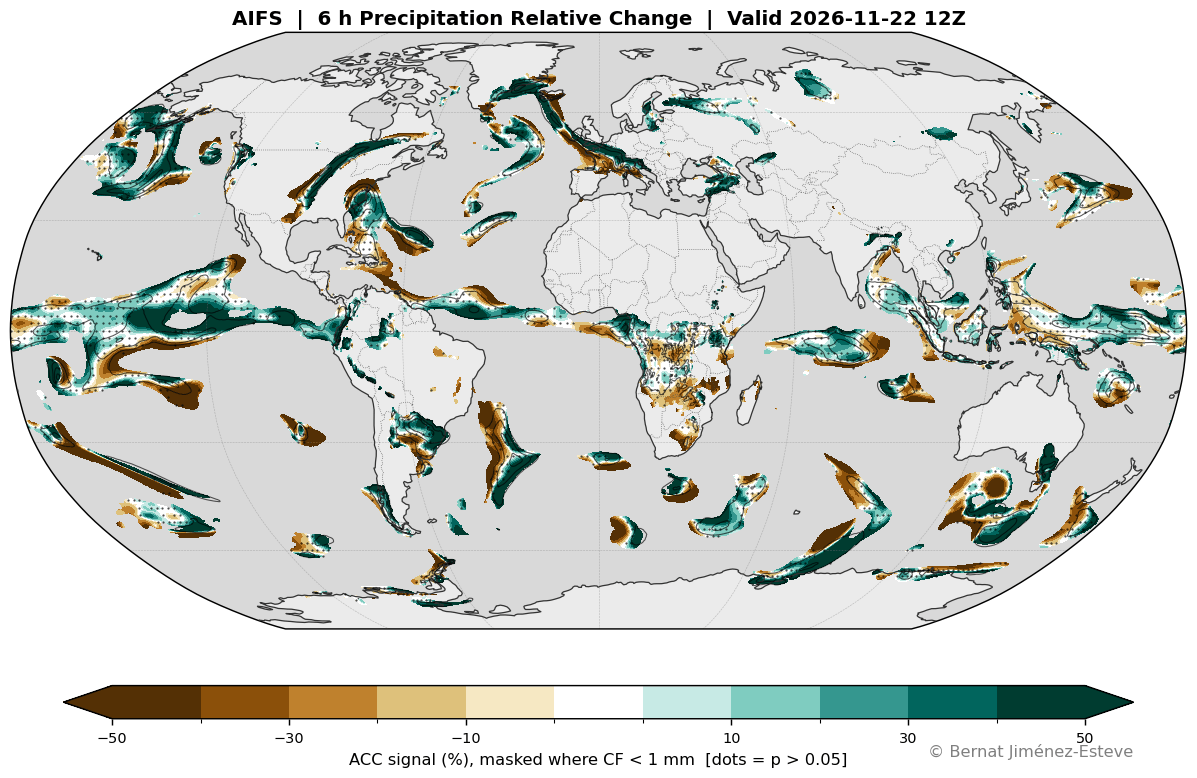 AIFS | 6 h Precipitation Relative Change | Valid 2026-11-22 12Z
−50 −30 −10 10 30 50
© Bernat Jiménez-Esteve
ACC signal (%), masked where CF < 1 mm [dots = p > 0.05]